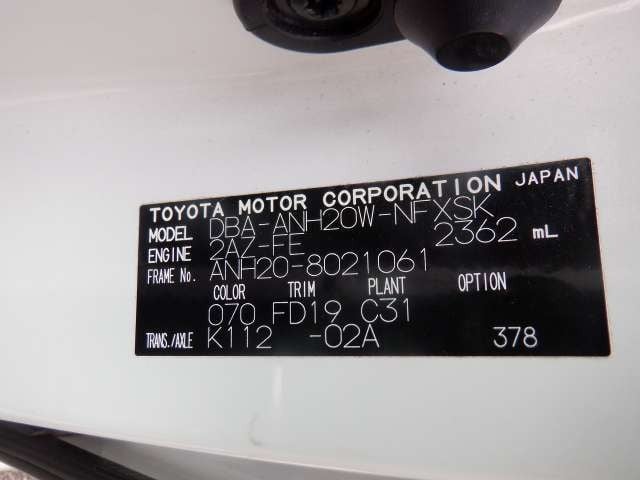 TOYOTA MOTOR CORPORATION JAPAN
MODEL DBA-ANH20W-NFXSK
ENGINE 2AZ-FE 2362 mL
FRAME No. ANH20-8021061
COLOR TRIM PLANT OPTION
070 FD19 C31
TRANS./AXLE K112 -02A 378